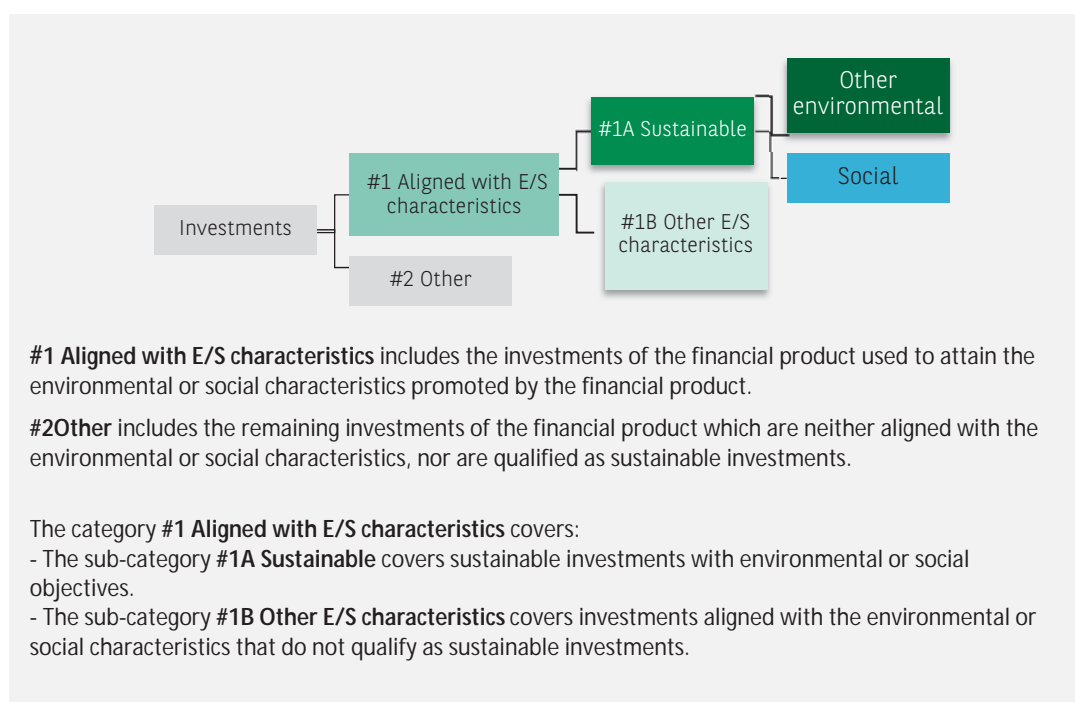 Other
environmental
#1A Sustainable
Social
#1 Aligned with E/S
characteristics
#1B Other E/S
characteristics
Investments
#2 Other
#1 Aligned with E/S characteristics includes the investments of the financial product used to attain the
environmental or social characteristics promoted by the financial product.
#2Other includes the remaining investments of the financial product which are neither aligned with the
environmental or social characteristics, nor are qualified as sustainable investments.
The category #1 Aligned with E/S characteristics covers:
- The sub-category #1A Sustainable covers sustainable investments with environmental or social
objectives.
- The sub-category #1B Other E/S characteristics covers investments aligned with the environmental or
social characteristics that do not qualify as sustainable investments.